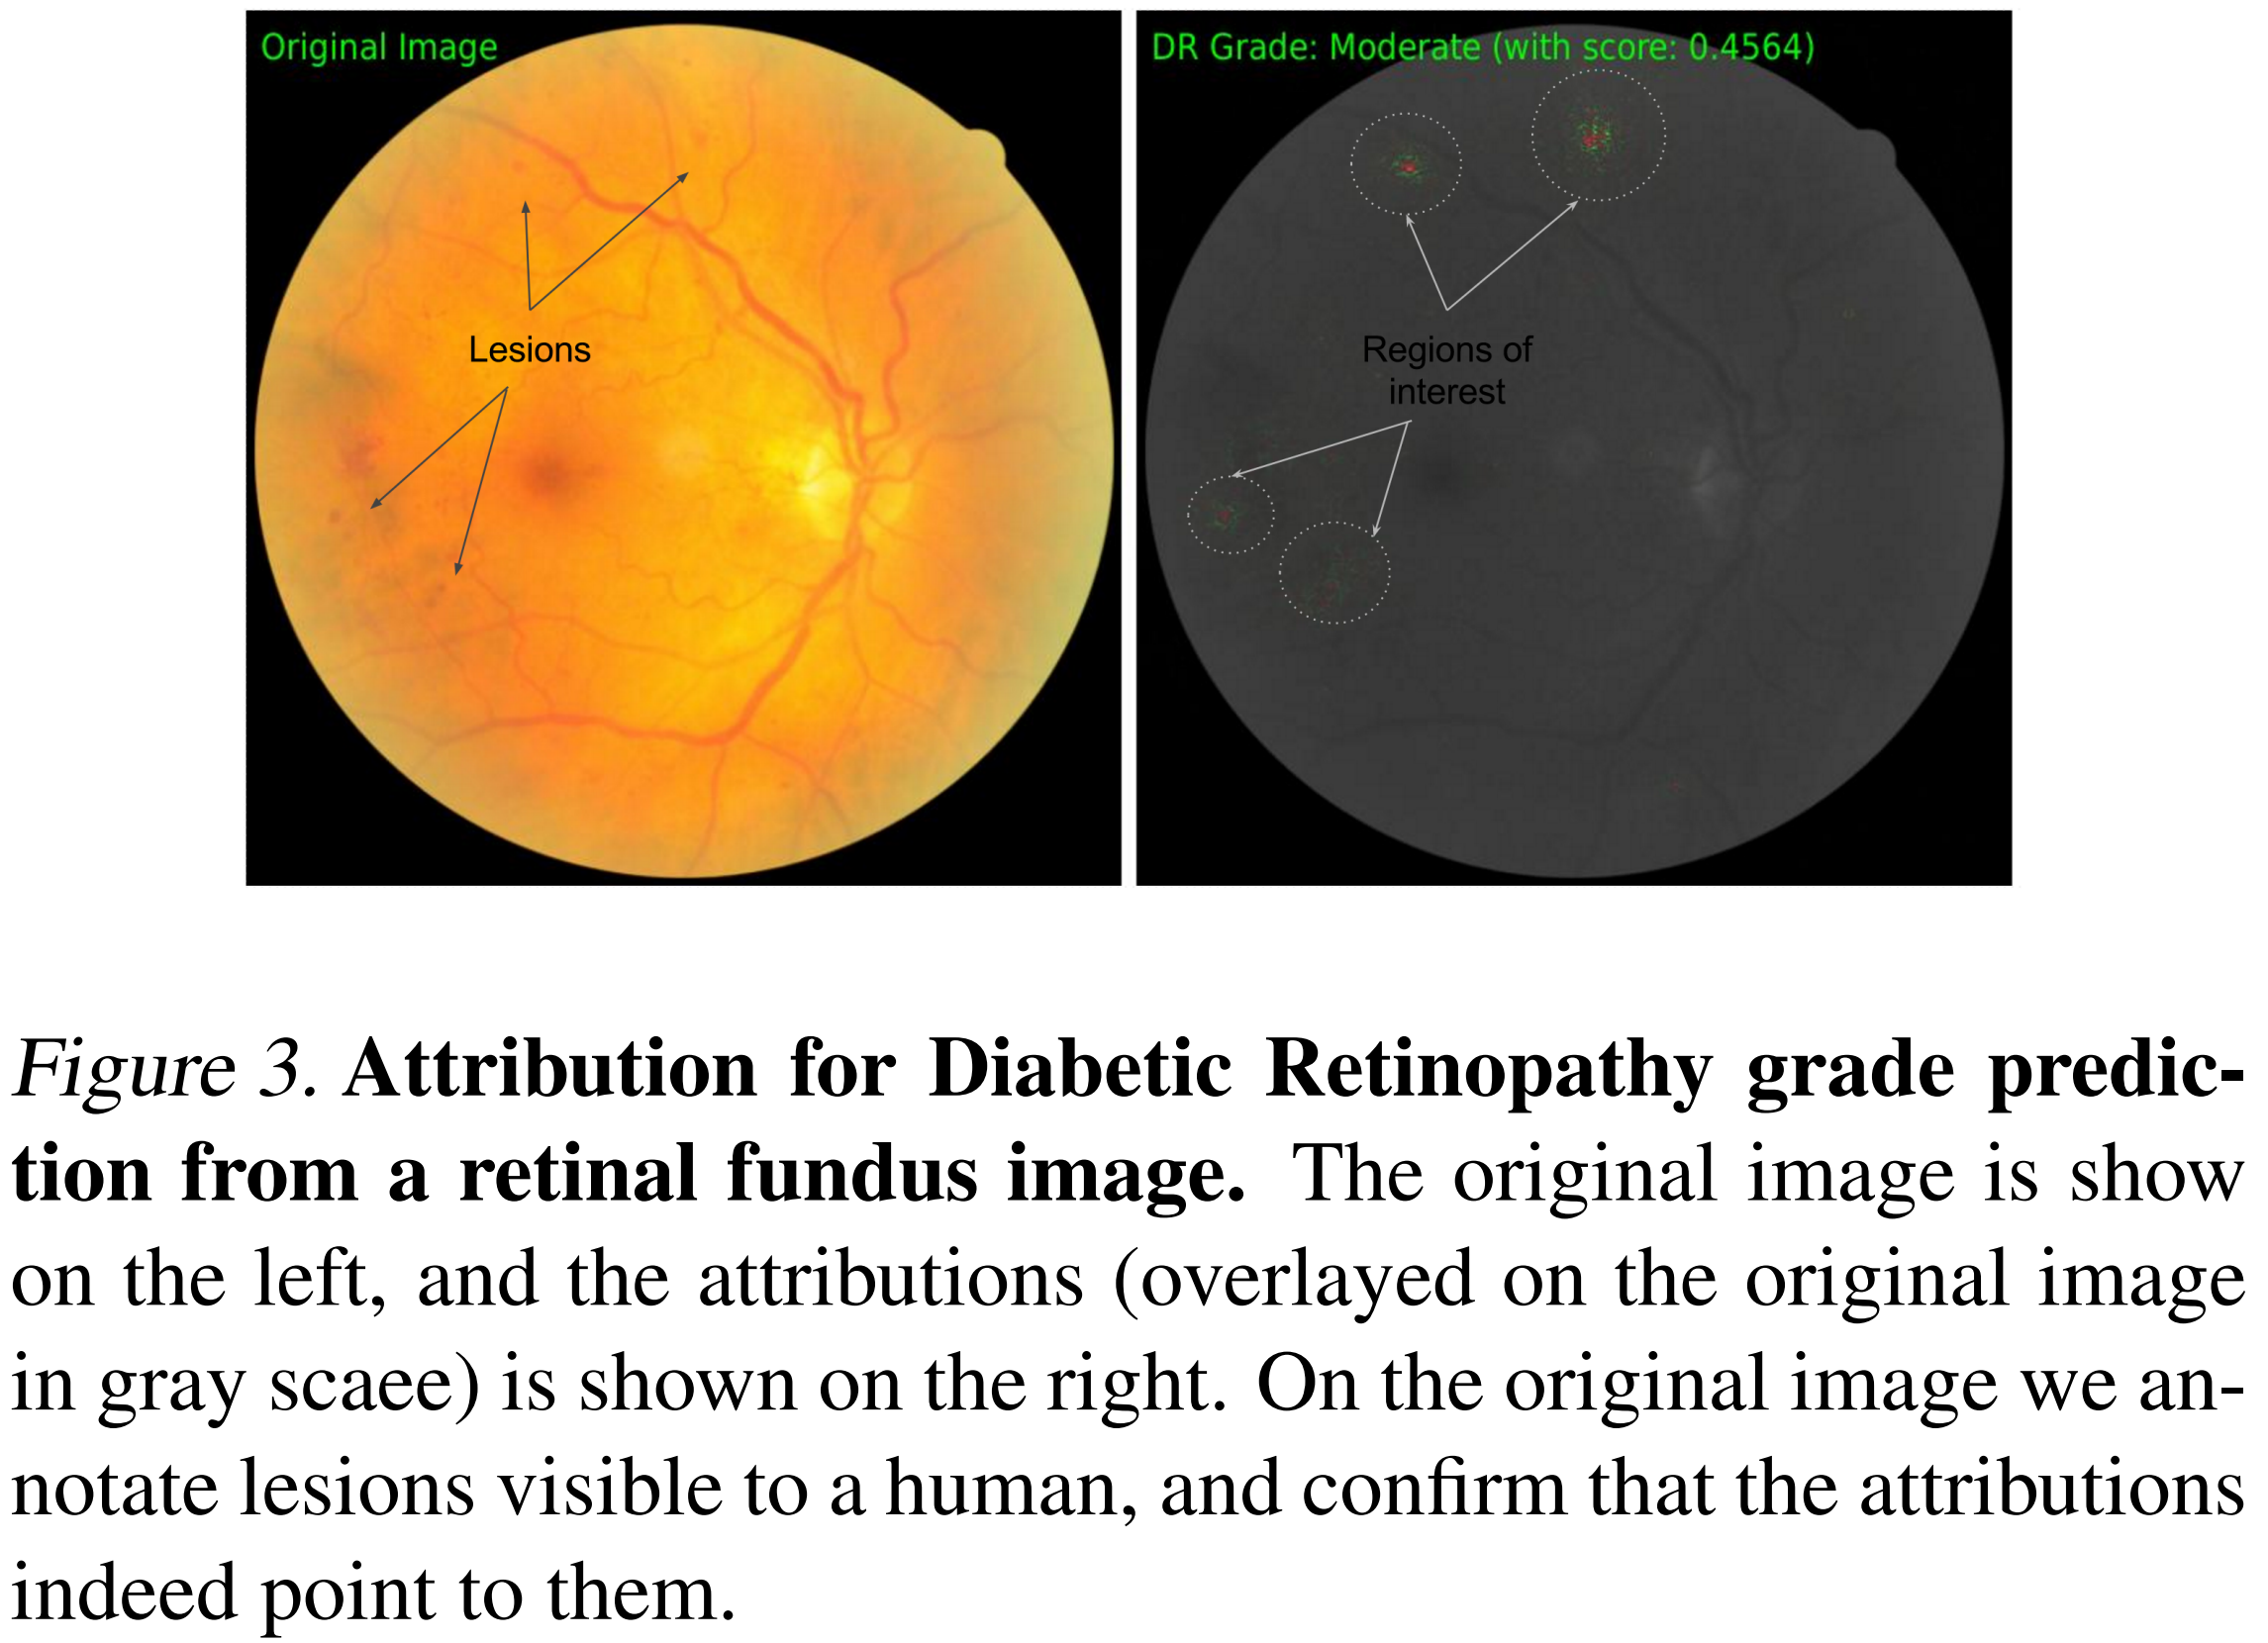 Original Image
DR Grade: Moderate (with score: 0.4564)
Lesions
Regions of
interest
Figure 3. Attribution for Diabetic Retinopathy grade predic-
tion from a retinal fundus image. The original image is show
on the left, and the attributions (overlayed on the original image
in gray scaee) is shown on the right. On the original image we an-
notate lesions visible to a human, and confirm that the attributions
indeed point to them.